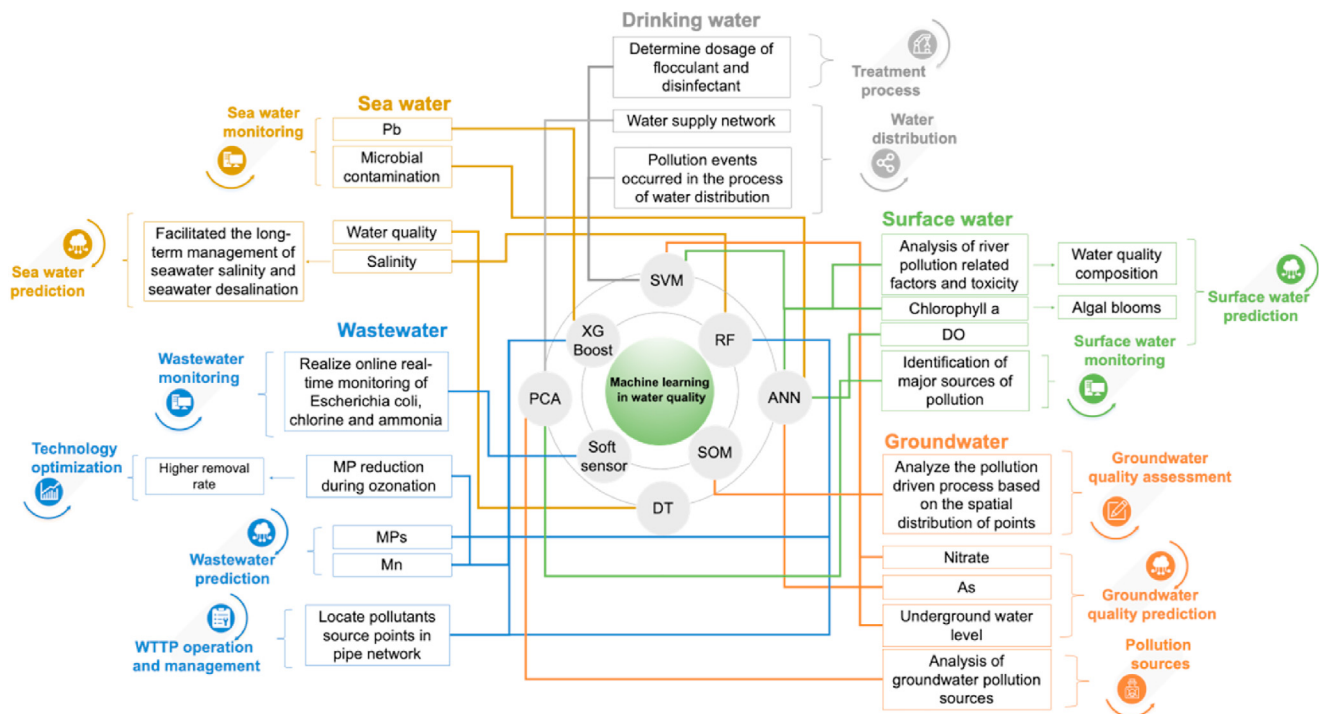 Drinking water
Determine dosage of
flocculant and
disinfectant
Treatment
process
Water supply network
Pollution events
occurred in the process
of water distribution
Water
distribution
Sea water
Sea water
monitoring
Pb
Microbial
contamination
Water quality
Salinity
Facilitated the long-
term management of
seawater salinity and
seawater desalination
Sea water
prediction
Wastewater
Wastewater
monitoring
Realize online real-
time monitoring of
Escherichia coli,
chlorine and ammonia
Technology
optimization
Higher removal
rate
MP reduction
during ozonation
Wastewater
prediction
MPs
Mn
WTTP operation
and management
Locate pollutants
source points in
pipe network
SVM
XG
Boost
RF
PCA
Machine learning
in water quality
ANN
Soft
sensor
SOM
DT
Surface water
Analysis of river
pollution related
factors and toxicity
Water quality
composition
Chlorophyll a
Algal blooms
DO
Surface water
prediction
Identification of
major sources of
pollution
Surface water
monitoring
Groundwater
Analyze the pollution
driven process based
on the spatial
distribution of points
Groundwater
quality assessment
Nitrate
As
Underground water
level
Groundwater
quality prediction
Analysis of
groundwater pollution
sources
Pollution
sources